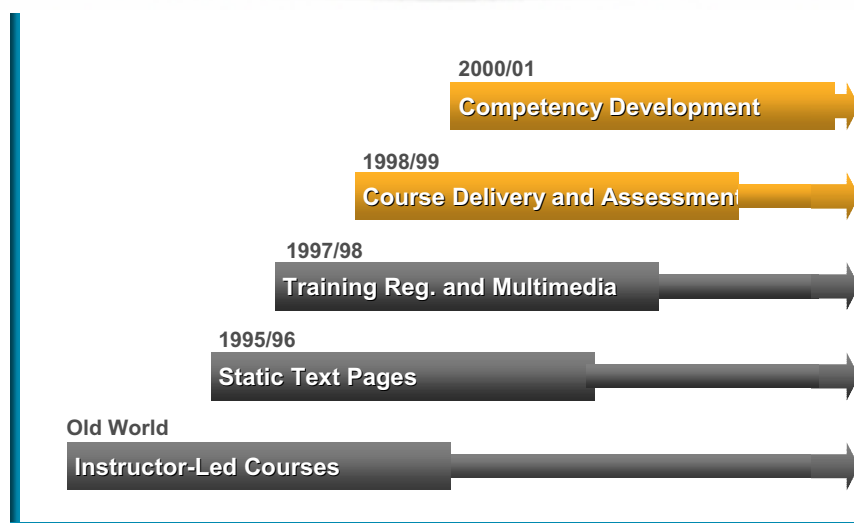 2000/01
Competency Development
1998/99
Course Delivery and Assessment
1997/98
Training Reg. and Multimedia
1995/96
Static Text Pages
Old World
Instructor-Led Courses